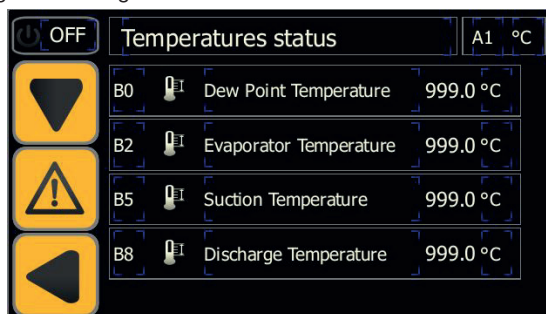 OFF Temperatures status A1 °C
B0 Dew Point Temperature 999.0 °C
B2 Evaporator Temperature 999.0 °C
B5 Suction Temperature 999.0 °C
B8 Discharge Temperature 999.0 °C